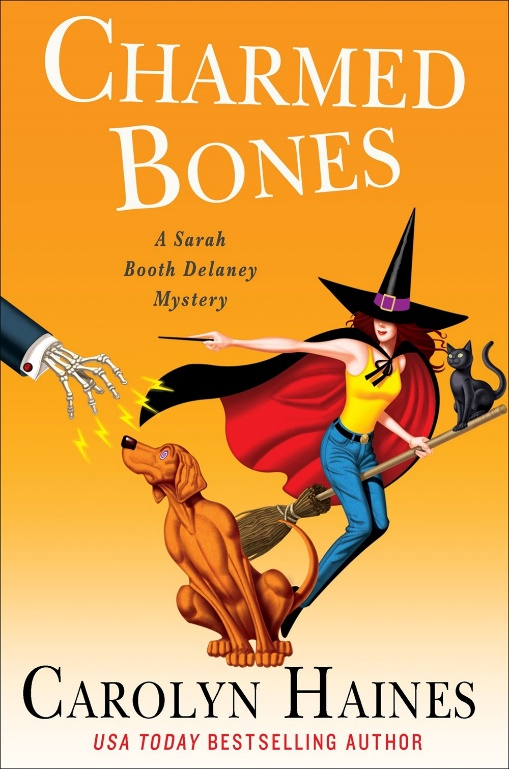 CHARMED
BONES
A Sarah
Booth Delaney
Mystery
CAROLYN HAINES
USA TODAY BESTSELLING AUTHOR